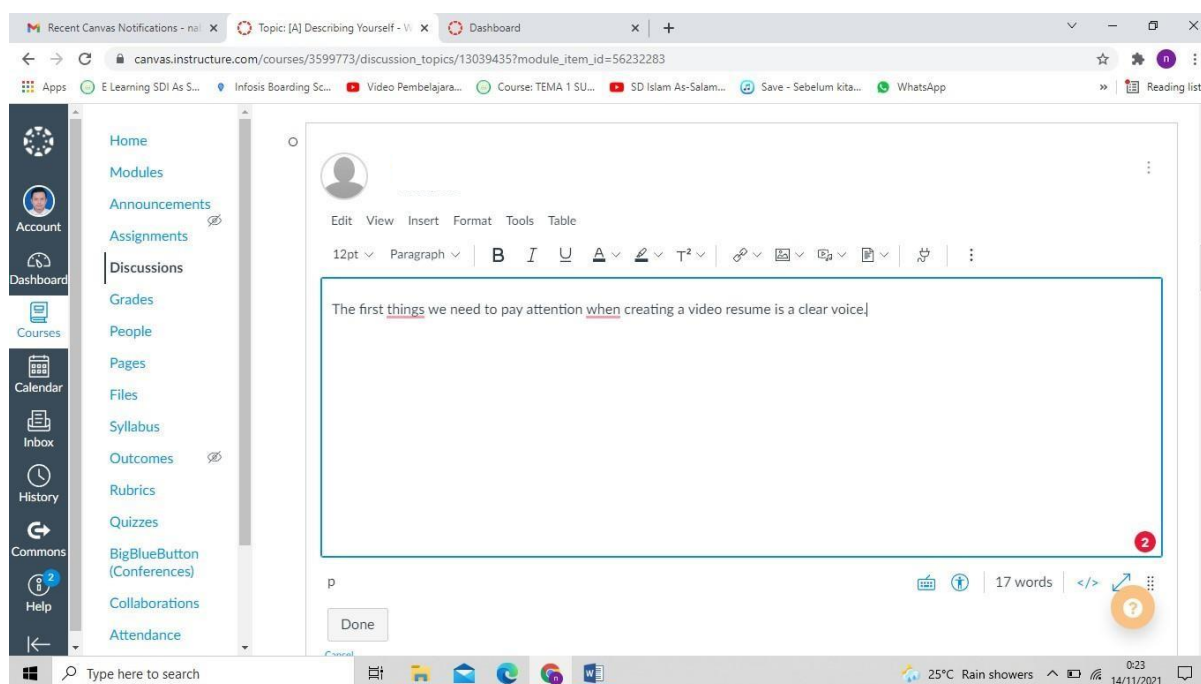 Recent Canvas Notifications - nal
Topic: [A] Describing Yourself - W
Dashboard
canvas.instructure.com/courses/3599773/discussion_topics/13039435?module_item_id=56232283
n
Apps
E Learning SDI As S...
Infosis Boarding Sc...
Video Pembelajara...
Course: TEMA 1 SU...
SD Islam As-Salam...
Save - Sebelum kita...
WhatsApp
»
Reading list
Account
Dashboard
Courses
Calendar
Inbox
History
Commons
2
Help
Home
Modules
Announcements
Assignments
Discussions
Grades
People
Pages
Files
Syllabus
Outcomes
Rubrics
Quizzes
BigBlueButton
(Conferences)
Collaborations
Attendance
Edit View Insert Format Tools Table
12pt Paragraph B I U A T²
The first things we need to pay attention when creating a video resume is a clear voice.
2
p
17 words </>
?
Done
Cancel
Type here to search
25°C Rain showers
0:23
14/11/2021